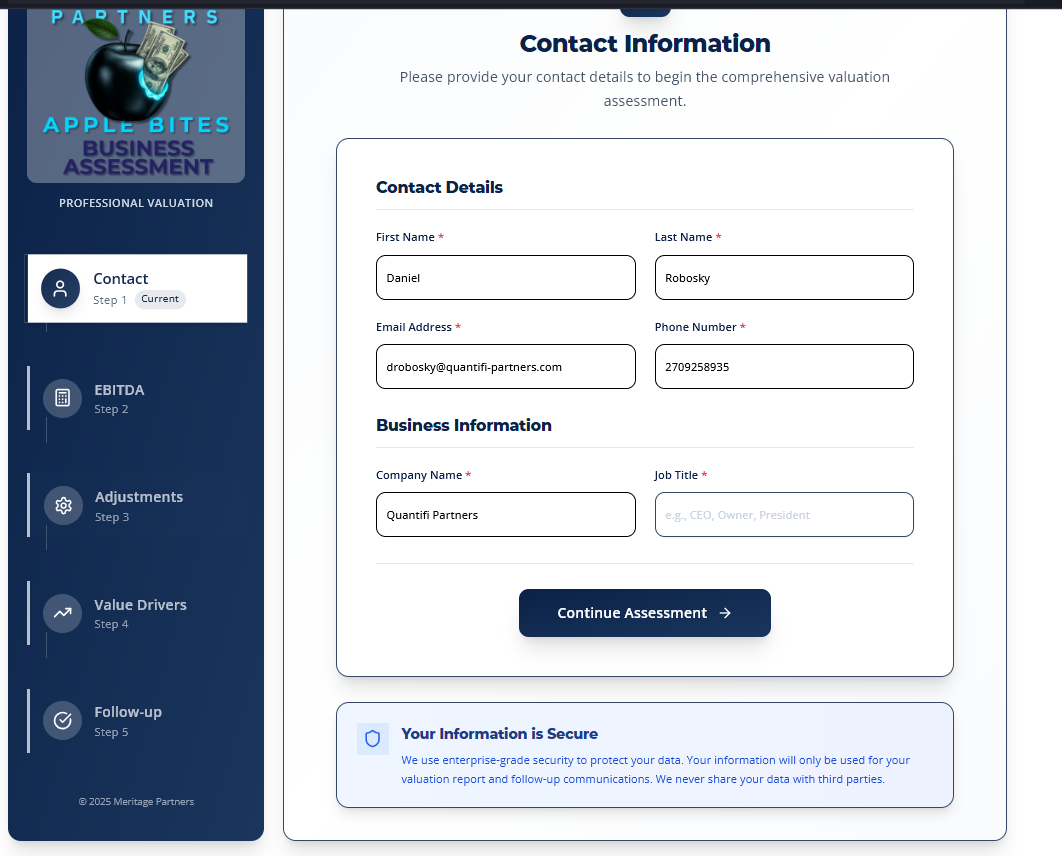 PARTNERS
APPLE BITES
BUSINESS
ASSESSMENT
PROFESSIONAL VALUATION
Contact
Step 1 Current
EBITDA
Step 2
Adjustments
Step 3
Value Drivers
Step 4
Follow-up
Step 5
© 2025 Meritage Partners
Contact Information
Please provide your contact details to begin the comprehensive valuation
assessment.
Contact Details
First Name * Last Name *
Daniel Robosky
Email Address * Phone Number *
drobosky@quantifi-partners.com 2709258935
Business Information
Company Name * Job Title *
Quantifi Partners e.g., CEO, Owner, President
Continue Assessment →
Your Information is Secure
We use enterprise-grade security to protect your data. Your information will only be used for your
valuation report and follow-up communications. We never share your data with third parties.